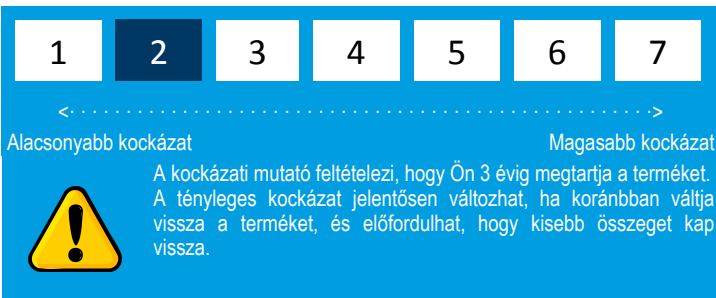 1 2 3 4 5 6 7
Alacsonyabb kockázat Magasabb kockázat
A kockázati mutató feltételezi, hogy Ön 3 évig megtartja a terméket.
A tényleges kockázat jelentősen változhat, ha koránbban váltja
vissza a terméket, és előfordulhat, hogy kisebb összeget kap
vissza.